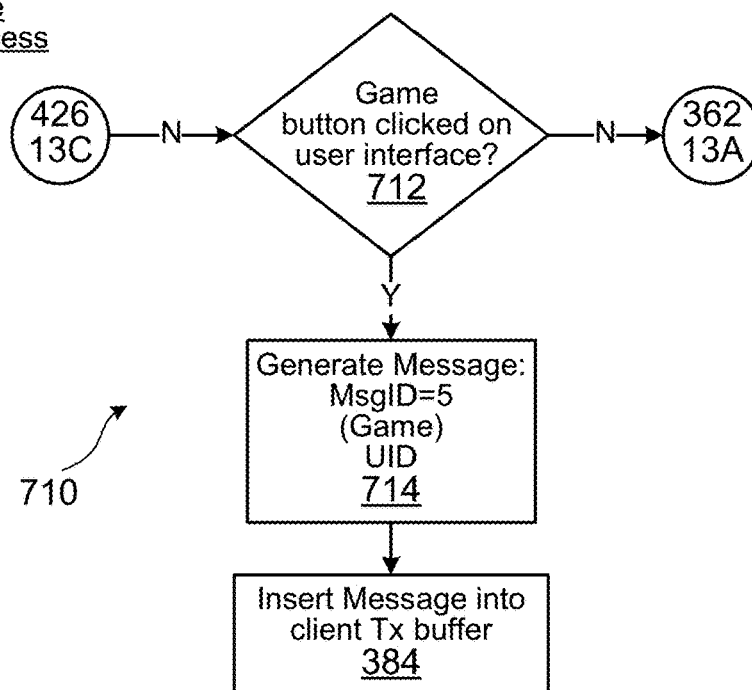 426
13C
N
Game
button clicked on
user interface?
712
N
362
13A
Y
Generate Message:
MsgID=5
(Game)
UID
714
710
Insert Message into
client Tx buffer
384